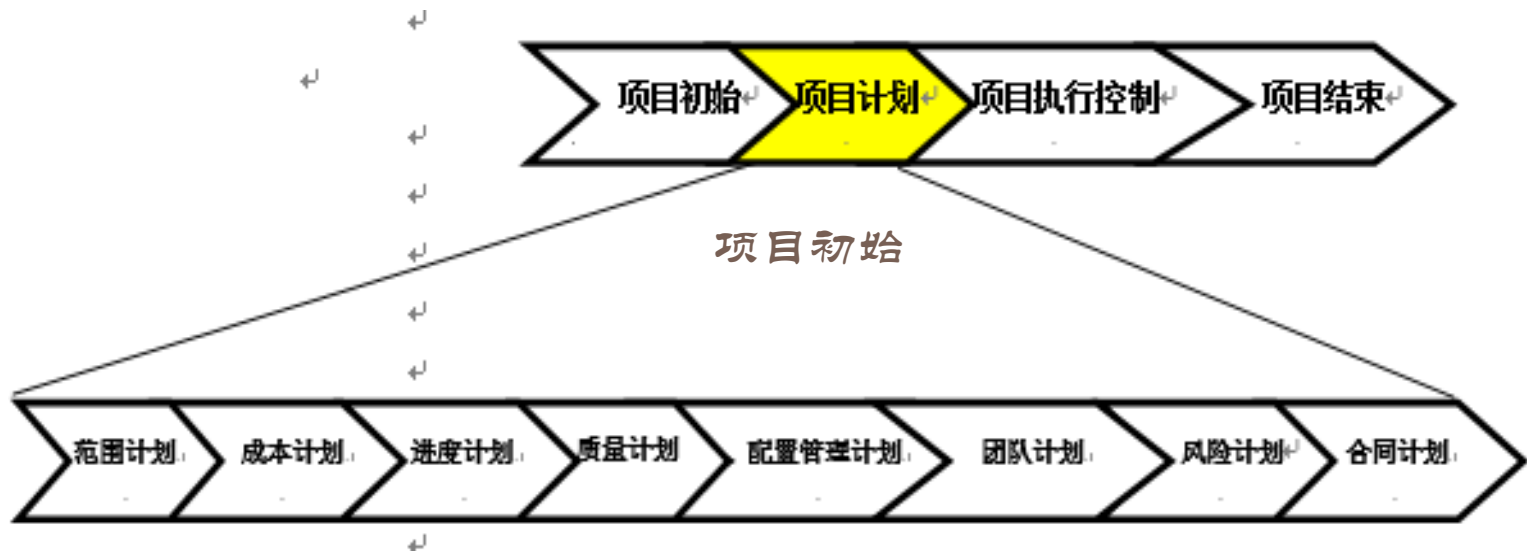 项目初始 项目计划 项目执行控制 项目结束
项目初始
范围计划 成本计划 进度计划 质量计划 配置管理计划 团队计划 风险计划 合同计划